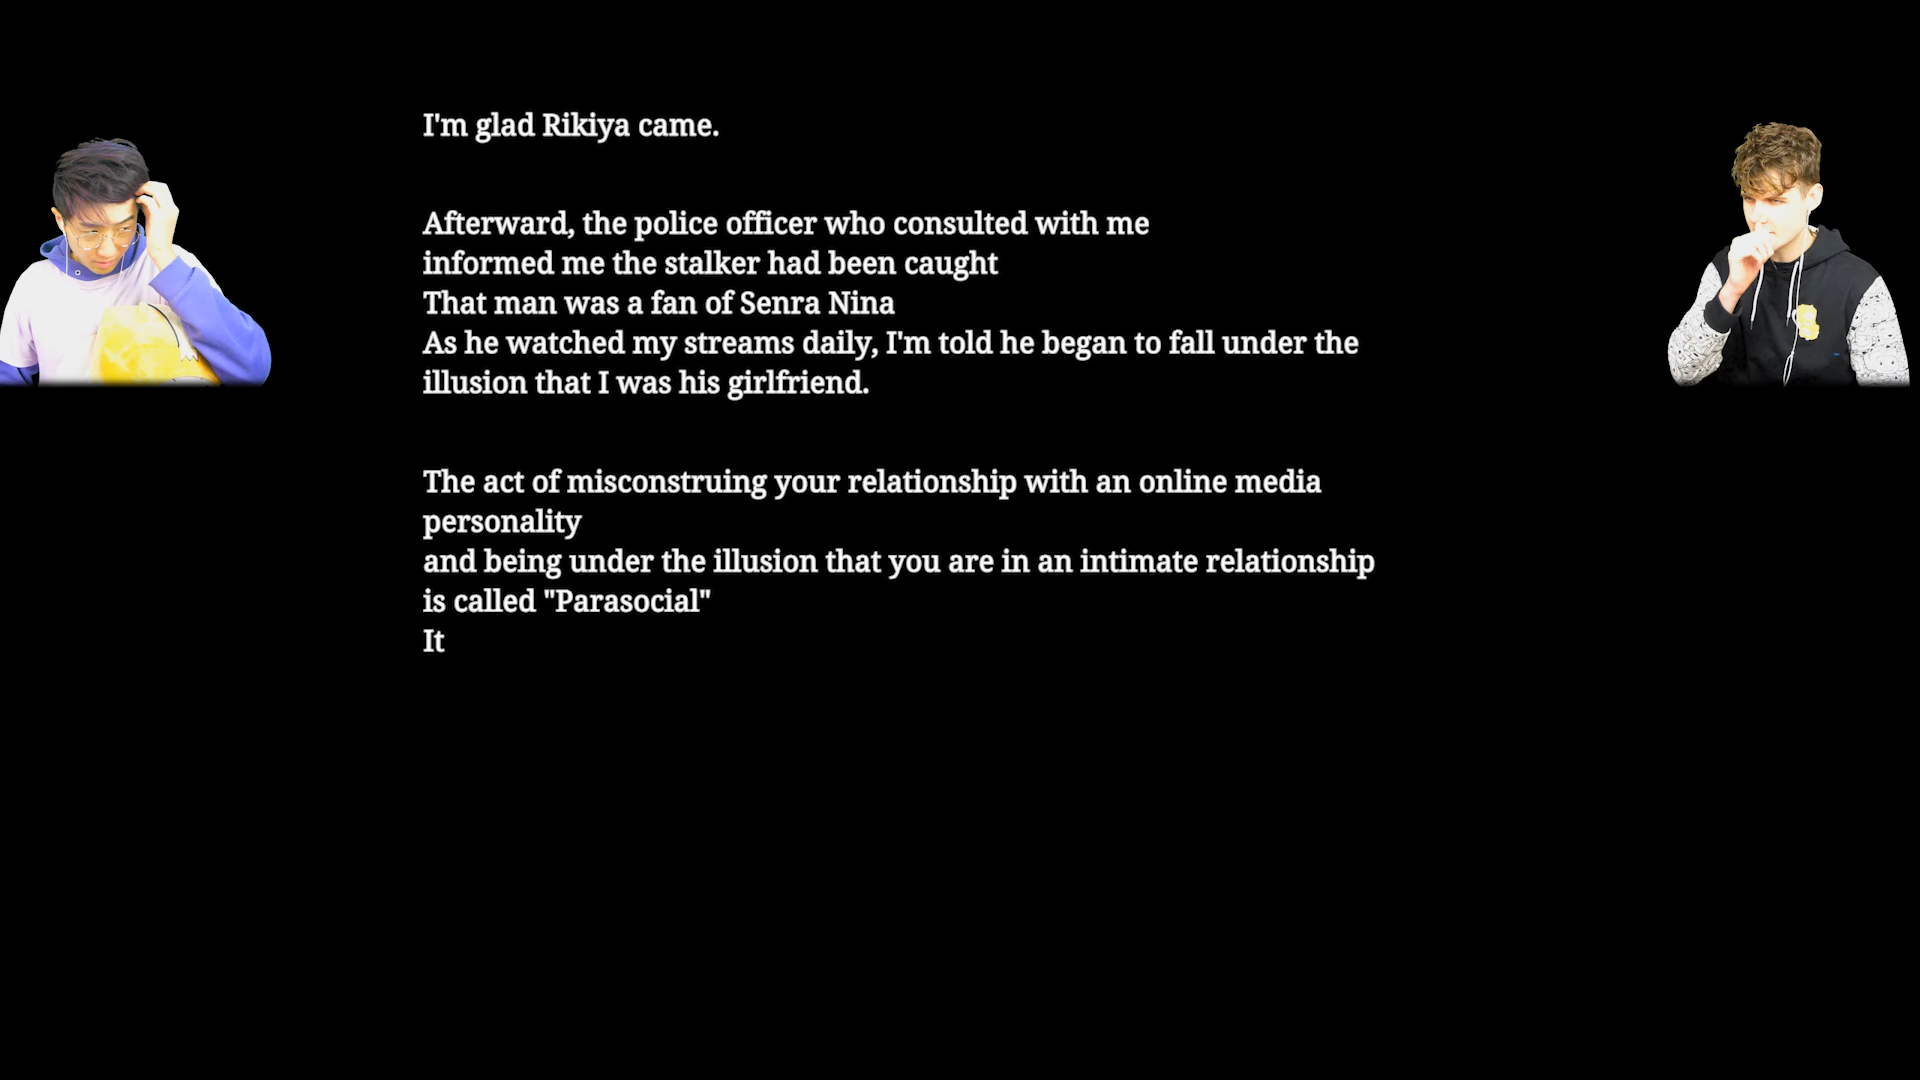 I'm glad Rikiya came.
Afterward, the police officer who consulted with me
informed me the stalker had been caught
That man was a fan of Senra Nina
As he watched my streams daily, I'm told he began to fall under the
illusion that I was his girlfriend.
The act of misconstruing your relationship with an online media
personality
and being under the illusion that you are in an intimate relationship
is called "Parasocial"
It